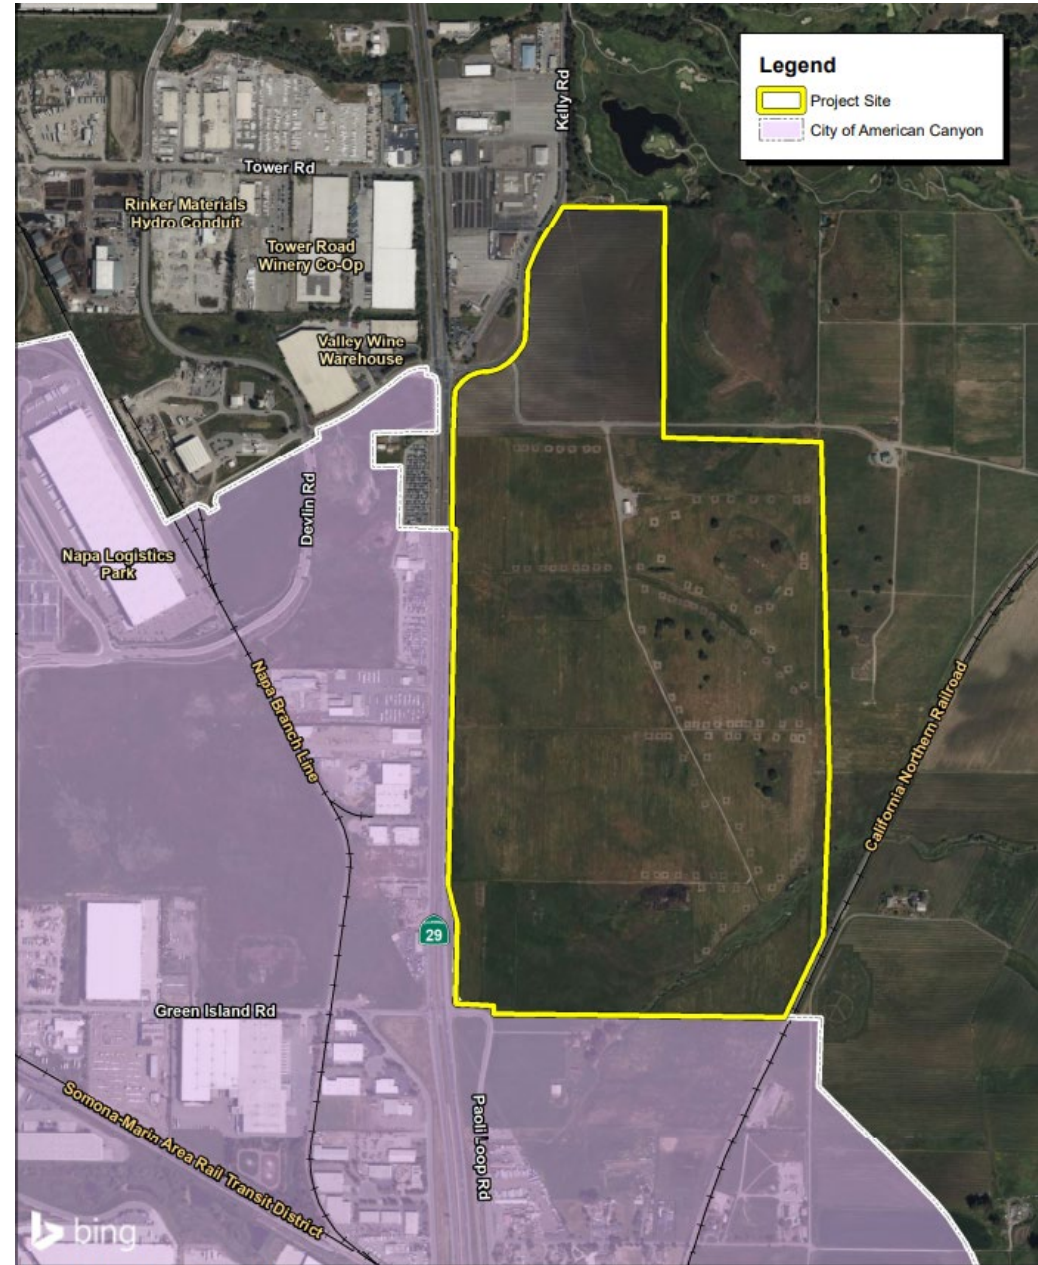 Legend
Project Site
City of American Canyon
Kelly Rd
Tower Rd
Rinker Materials
Hydro Conduit
Tower Road
Winery Co-Op
Valley Wine
Warehouse
Devlin Rd
Napa Logistics
Park
Napa Branch Line
California Northern Railroad
29
Green Island Rd
Somona-Marin Area Rail Transit District
Paoli Loop Rd
bing